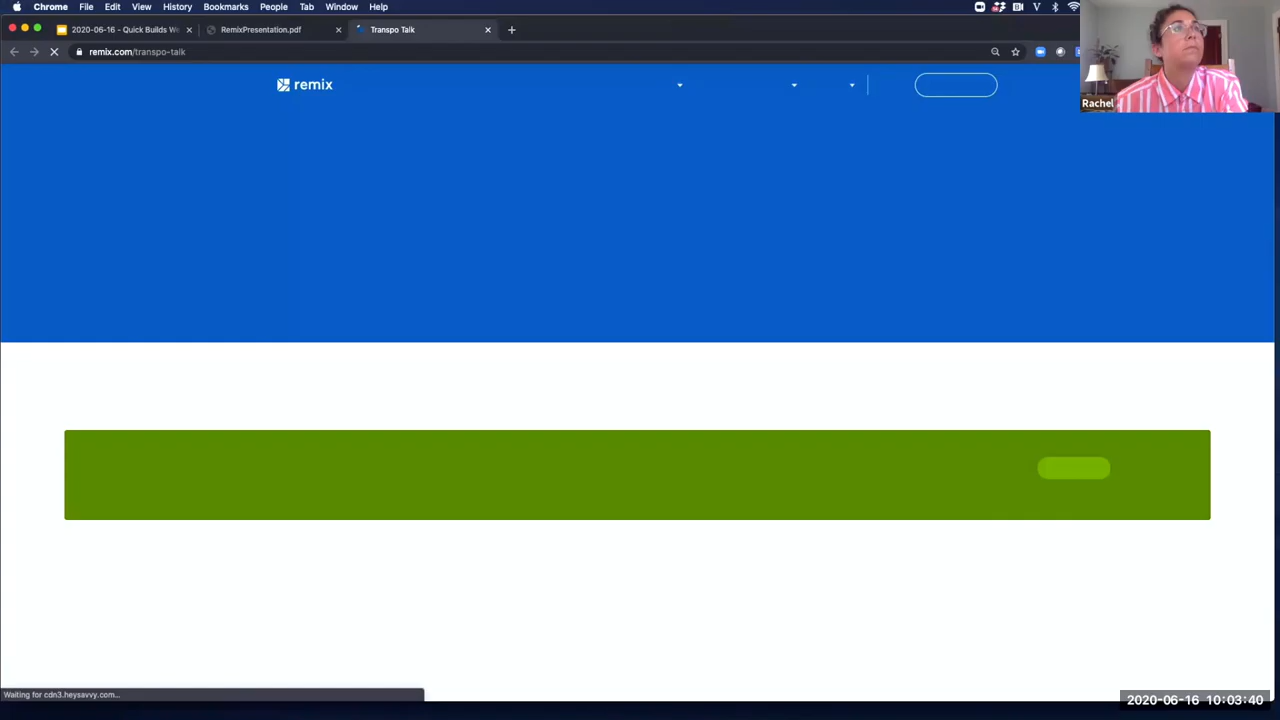 Chrome File Edit View History Bookmarks People Tab Window Help
2020-06-16 - Quick Builds We
RemixPresentation.pdf
Transpo Talk
remix.com/transpo-talk
remix
Rachel
Waiting for cdn3.heysavvy.com...
2020-06-16 10:03:40